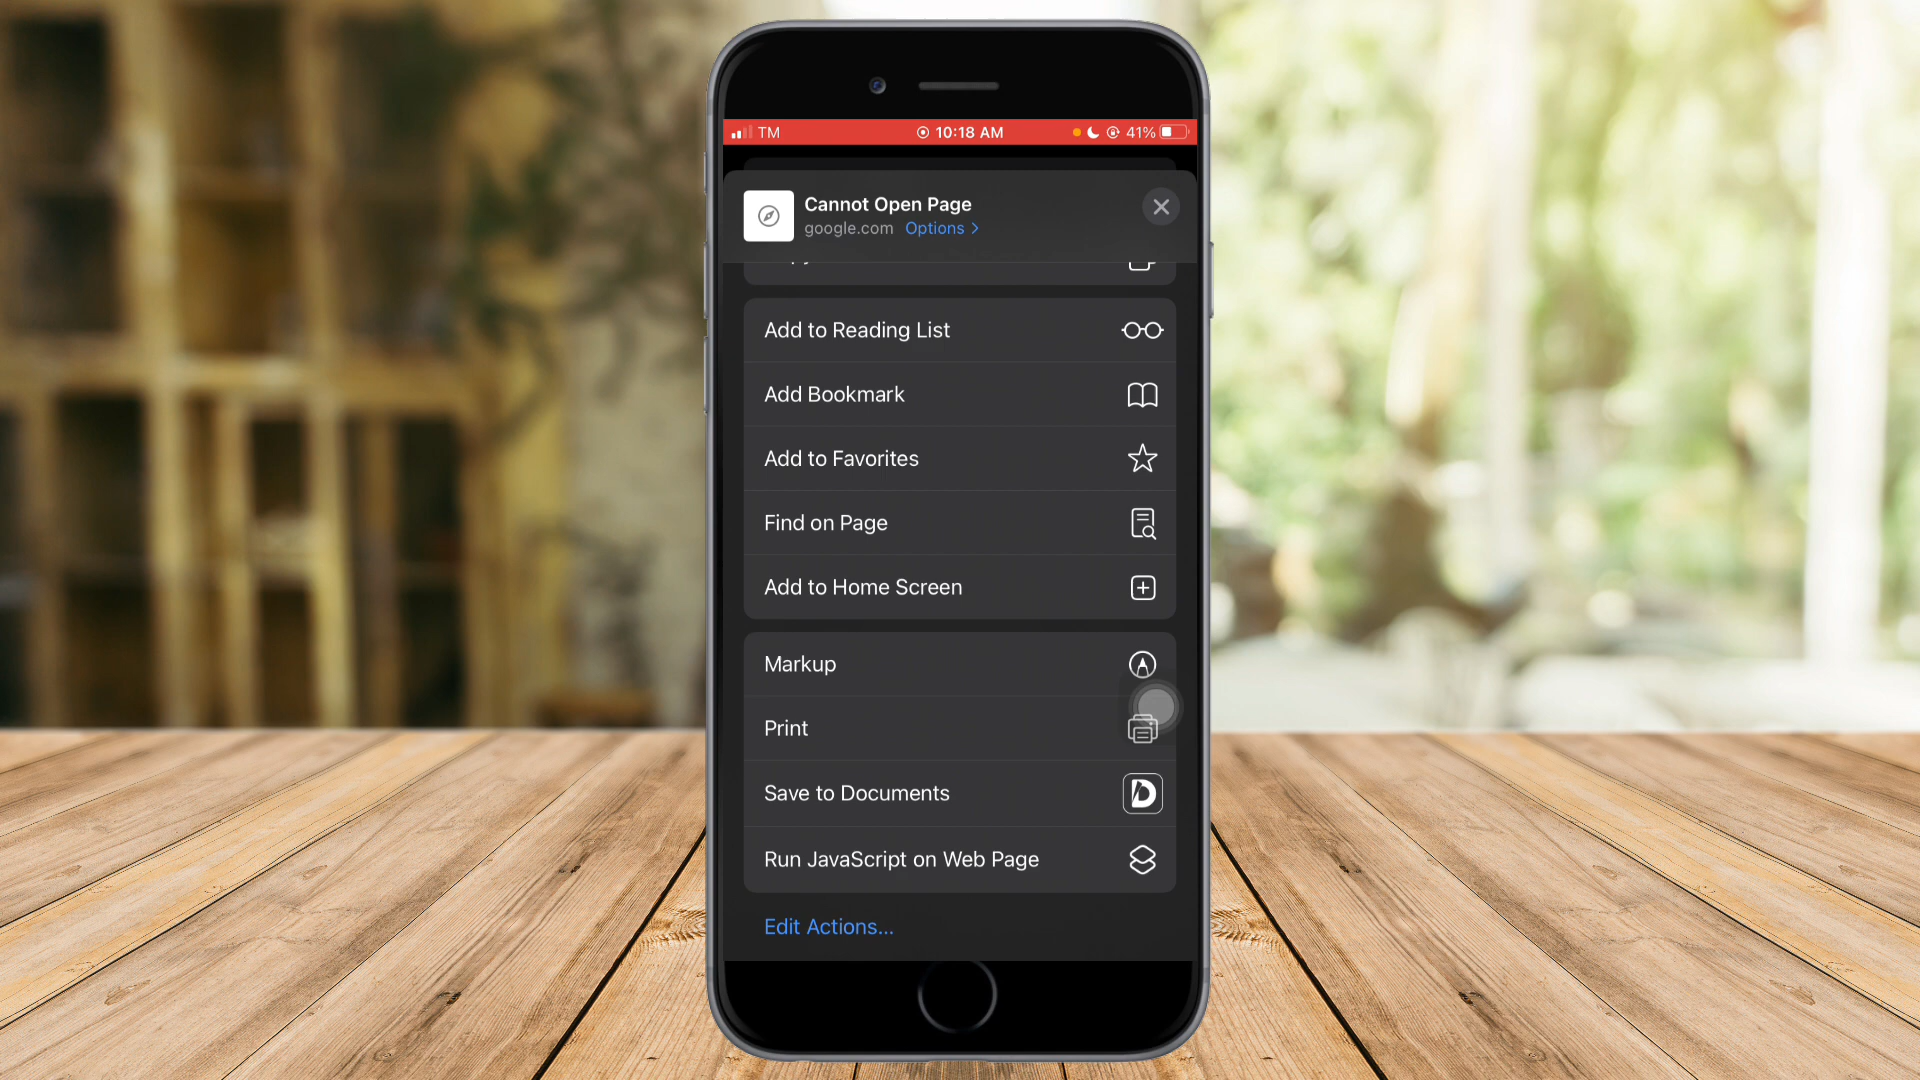 TM 10:18 AM 41%
Cannot Open Page
google.com Options >
Add to Reading List
Add Bookmark
Add to Favorites
Find on Page
Add to Home Screen
Markup
Print
Save to Documents
Run JavaScript on Web Page
Edit Actions...